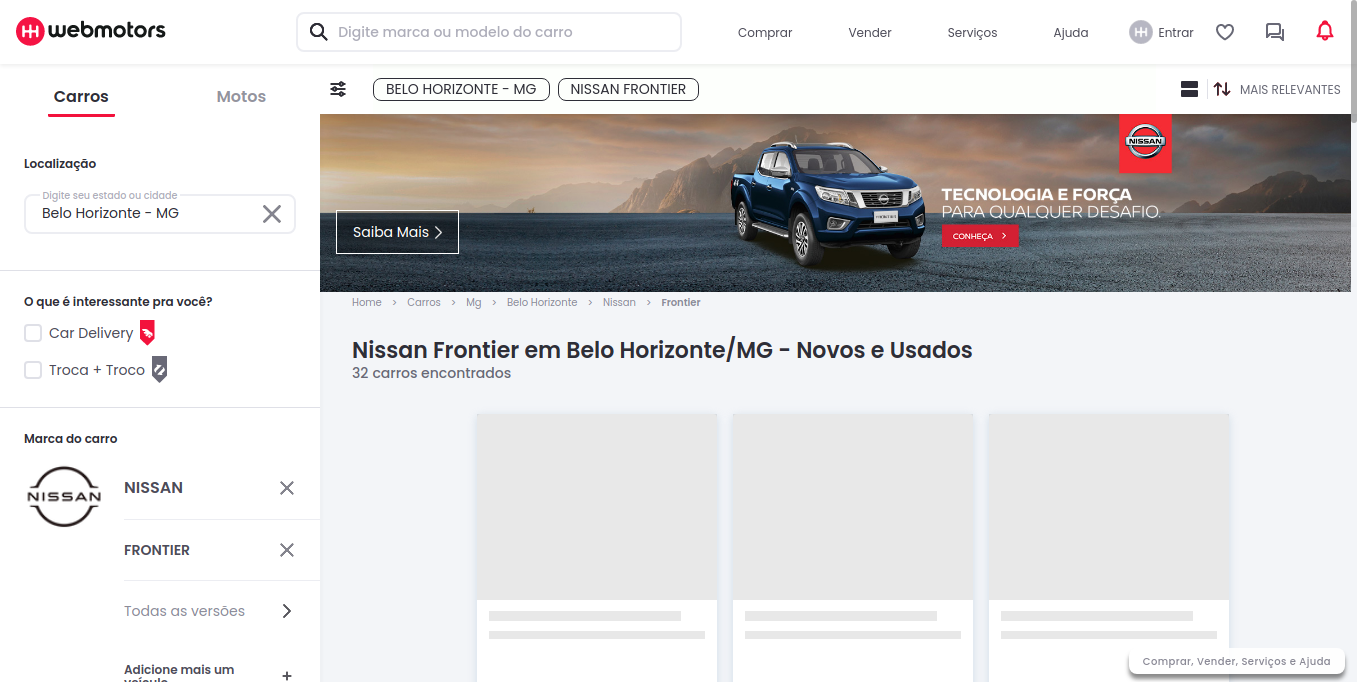 webmotors
Digite marca ou modelo do carro
Comprar
Vender
Serviços
Ajuda
Entrar
Carros
Motos
BELO HORIZONTE - MG
NISSAN FRONTIER
MAIS RELEVANTES
Localização
Digite seu estado ou cidade
Belo Horizonte - MG
NISSAN
TECNOLOGIA E FORÇA
PARA QUALQUER DESAFIO.
CONHEÇA >
Saiba Mais
O que é interessante pra você?
Car Delivery
Troca + Troco
Home > Carros > Mg > Belo Horizonte > Nissan > Frontier
Nissan Frontier em Belo Horizonte/MG - Novos e Usados
32 carros encontrados
Marca do carro
NISSAN
NISSAN
FRONTIER
Todas as versões
Adicione mais um
veículo
+
Comprar, Vender, Serviços e Ajuda